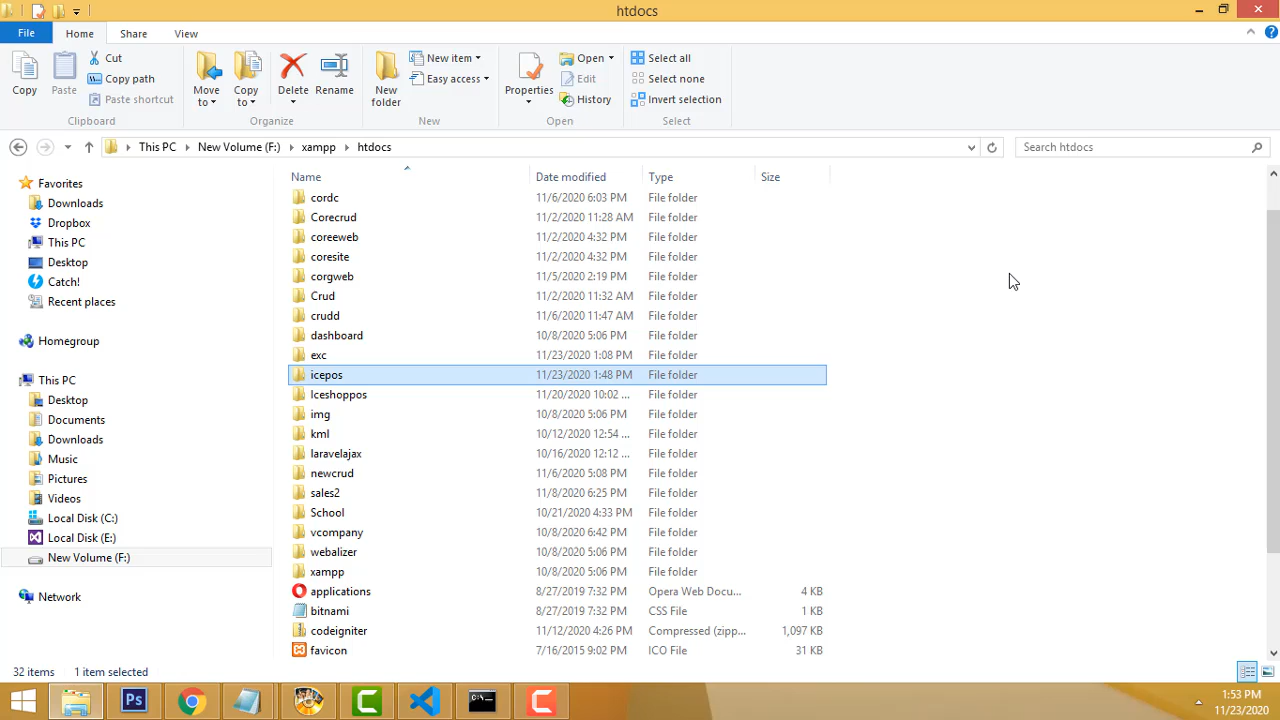 htdocs
File Home Share View
Copy Paste Cut Copy path Paste shortcut
Clipboard
Move to Copy to Delete Rename
Organize
New folder New item Easy access
New
Properties Open Edit History
Open
Select all Select none Invert selection
Select
This PC New Volume (F:) xampp htdocs
Search htdocs
Favorites
Downloads
Dropbox
This PC
Desktop
Catch!
Recent places
Homegroup
This PC
Desktop
Documents
Downloads
Music
Pictures
Videos
Local Disk (C:)
Local Disk (E:)
New Volume (F:)
Network
Name Date modified Type Size
cordc 11/6/2020 6:03 PM File folder
Corecrud 11/2/2020 11:28 AM File folder
coreeweb 11/2/2020 4:32 PM File folder
coresite 11/2/2020 4:32 PM File folder
corgweb 11/5/2020 2:19 PM File folder
Crud 11/2/2020 11:32 AM File folder
crudd 11/6/2020 11:47 AM File folder
dashboard 10/8/2020 5:06 PM File folder
exc 11/23/2020 1:08 PM File folder
icepos 11/23/2020 1:48 PM File folder
Iceshoppos 11/20/2020 10:02 ... File folder
img 10/8/2020 5:06 PM File folder
kml 10/12/2020 12:54 ... File folder
laravelajax 10/16/2020 12:12 ... File folder
newcrud 11/6/2020 5:08 PM File folder
sales2 11/8/2020 6:25 PM File folder
School 10/21/2020 4:33 PM File folder
vcompany 10/8/2020 6:42 PM File folder
webalizer 10/8/2020 5:06 PM File folder
xampp 10/8/2020 5:06 PM File folder
applications 8/27/2019 7:32 PM Opera Web Docu... 4 KB
bitnami 8/27/2019 7:32 PM CSS File 1 KB
codeigniter 11/12/2020 4:26 PM Compressed (zipp... 1,097 KB
favicon 7/16/2015 9:02 PM ICO File 31 KB
32 items 1 item selected
Ps
1:53 PM
11/23/2020